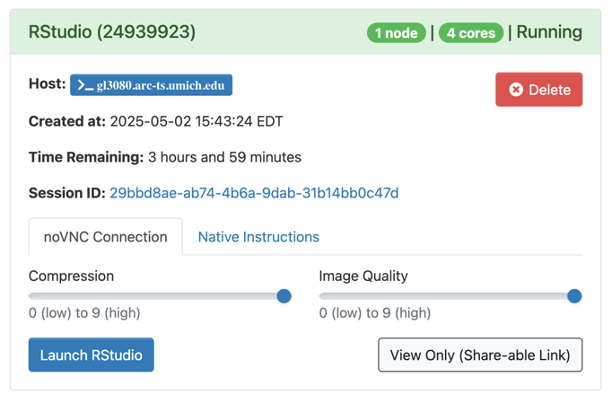 RStudio (24939923)
1 node | 4 cores | Running
Host: >_ gl3080.arc-ts.umich.edu
Delete
Created at: 2025-05-02 15:43:24 EDT
Time Remaining: 3 hours and 59 minutes
Session ID: 29bbd8ae-ab74-4b6a-9dab-31b14bb0c47d
noVNC Connection
Native Instructions
Compression
0 (low) to 9 (high)
Image Quality
0 (low) to 9 (high)
Launch RStudio
View Only (Share-able Link)